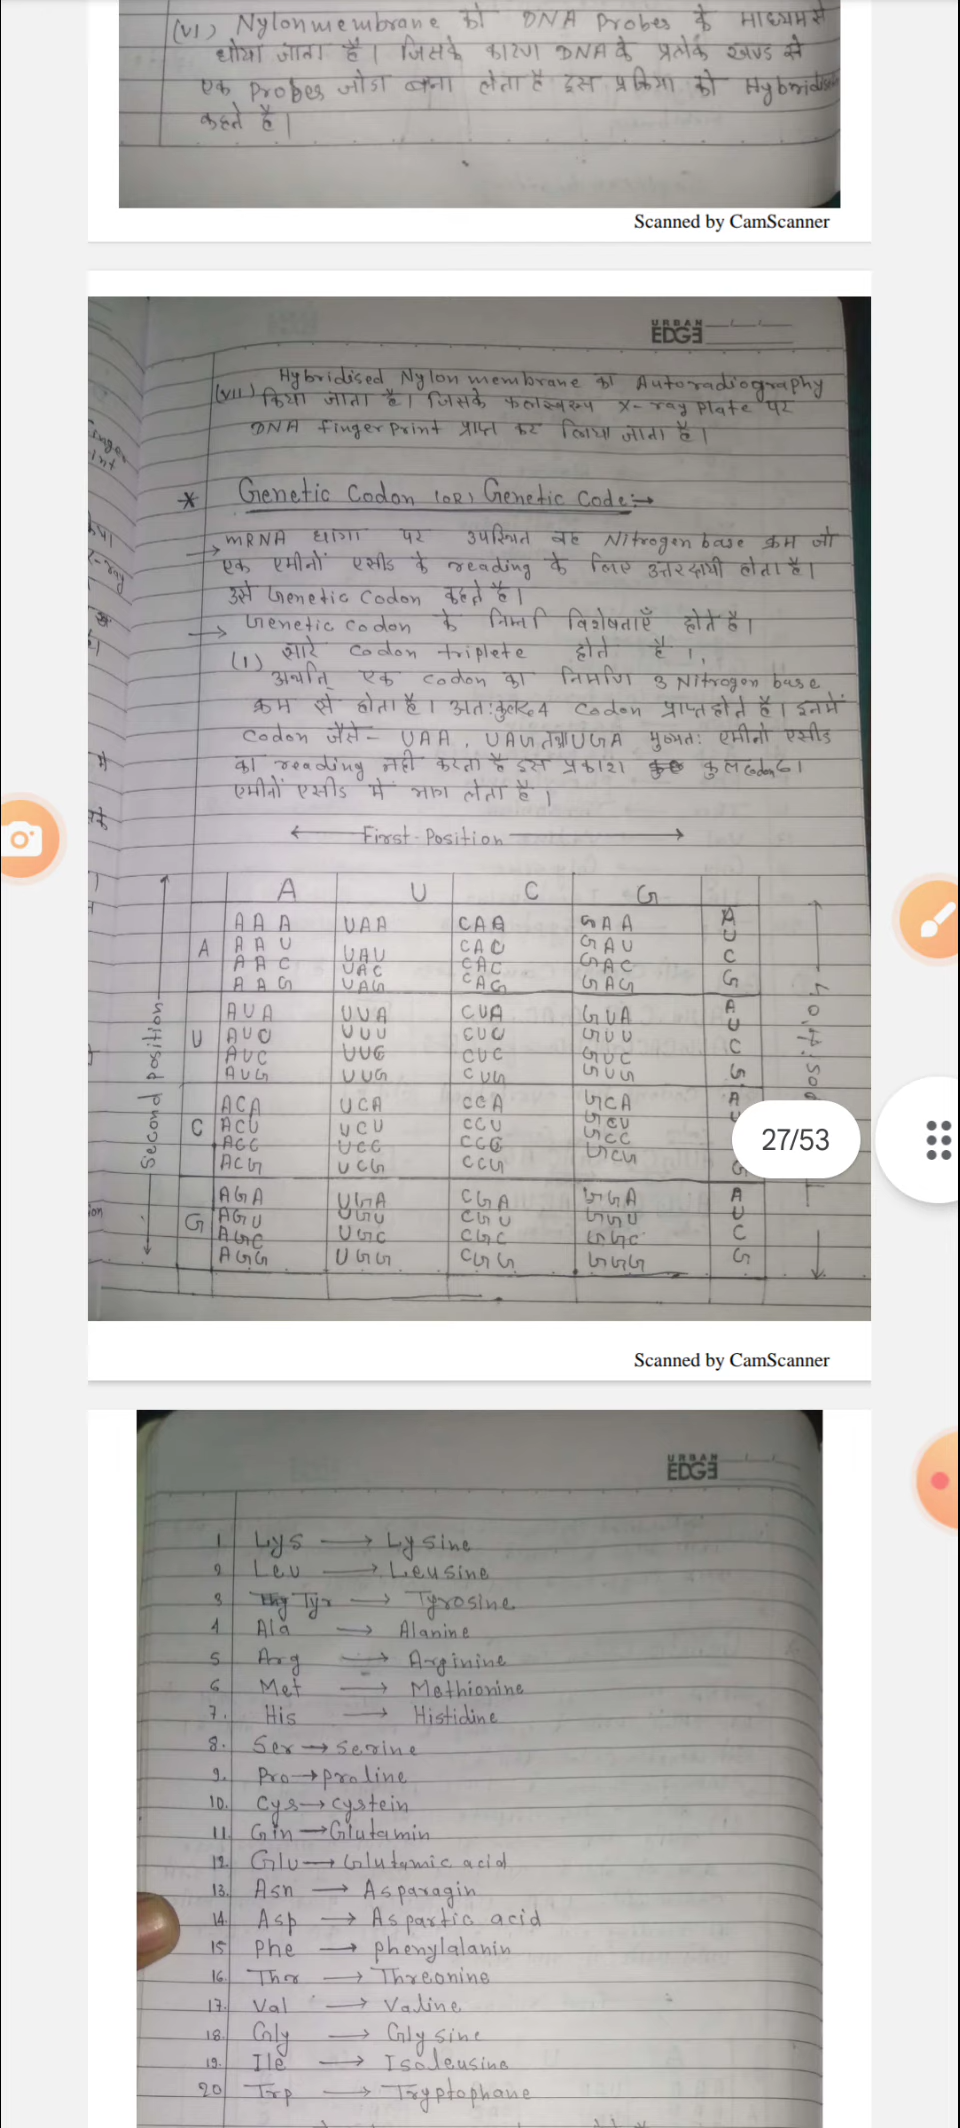 (VI) Nylon membrane को DNA Probes के माध्यम से
धोया जाता है। जिसके कारण DNA के प्रत्येक खण्ड से
एक Probes जोडा बना लेता है इस प्रक्रिया को
कहते है।
Scanned by CamScanner
URBAN
EDGE
Hybridised Nylon membrane का Autoradiography
(VII) किया जाता है। जिसके फलस्वरूप X-ray plate पर
DNA finger print प्राप्त कर लिया जाता है।
* Genetic Codon (OR) Genetic Code:→
→ mRNA धागा पर उपस्थित वह Nitrogen base क्रम जो
एक एमीनों एसीड के reading के लिए उत्तरदायी होता है।
उसे Genetic Codon कहते है।
→ Genetic codon के निम्न विशेषताएँ होते है।
(1) सारे codon triplete होते है।,
अर्थात् एक codon का निर्माण 3 Nitrogen base
क्रम से होता है। अत: कुल 64 codon प्राप्त होते है। इनमें
codon जैसे- UAA, UAG तथा UGA मुख्यत: एमीनो एसीड
का reading नही करता है इस प्रकार कुल codon 61
एमीनों एसीड में भाग लेता है।
← First-Position →
A U C G
AAA UAA CAA GAA A
A AAU UAU CAU GAU U
AAC UAC CAC GAC C
AAG UAG CAG GAG G
AUA UUA CUA GUA A
U AUU UUU CUU GUU U
AUC UUC CUC GUC C
AUG UUG CUG GUG G
ACA UCA CCA GCA A
C ACU UCU CCU GCU
ACC UCC CCC GCC
ACG UCG CCG GCG G
AGA UGA CGA GGA A
G AGU UGU CGU GGU U
AGC UGC CGC GGC C
AGG UGG CGG GGG G
Second position
27/53
Scanned by CamScanner
URBAN
EDGE
1 Lys → Lysine
2 Leu → Leusine
3 Tyr → Tyrosine
4 Ala → Alanine
5 Arg → Arginine
6 Met → Methionine
7. His → Histidine
8. Ser → Serine
9. Pro → proline
10. Cys → cystein
11. Gin → Glutamin
12. Glu → Glutamic acid
13. Asn → Asparagin
14. Asp → Aspartic acid
15 Phe → phenylalanin
16. Thr → Threonine
17. Val → Valine
18. Gly → Glysine
19. Ile → Isoleusine
20 Trp → Tryptophane